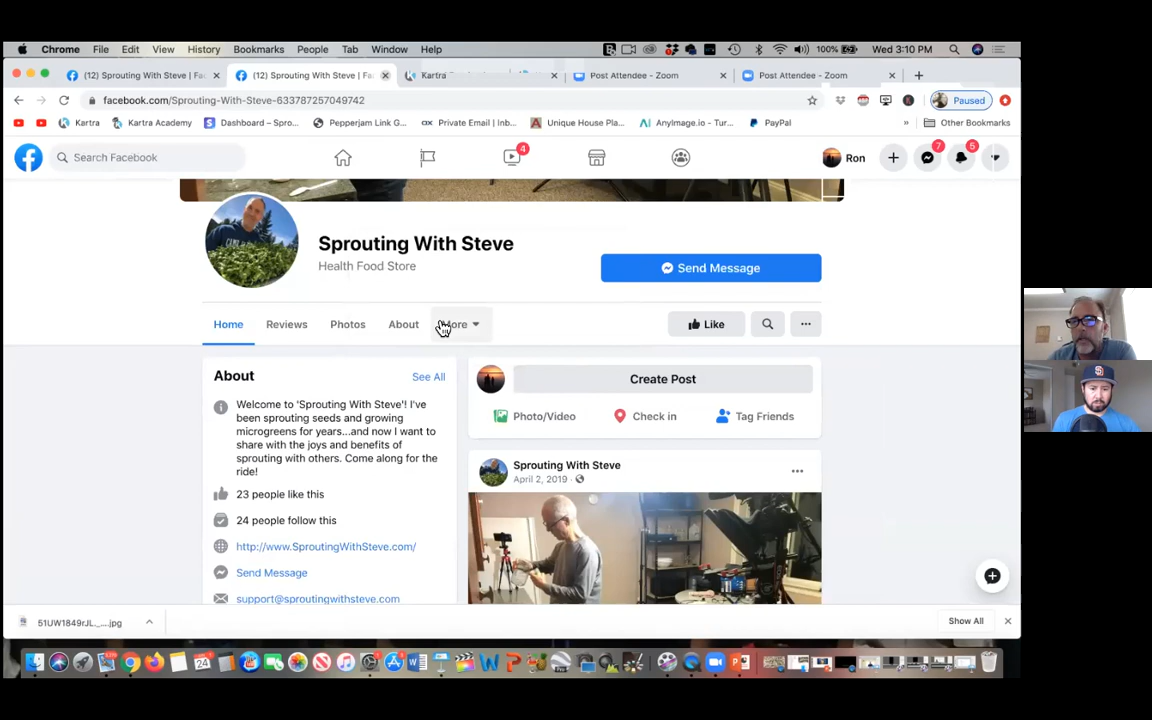 Chrome File Edit View History Bookmarks People Tab Window Help 100% Wed 3:10 PM
(12) Sprouting With Steve | Fa (12) Sprouting With Steve | Fa Kartra Post Attendee - Zoom Post Attendee - Zoom
facebook.com/Sprouting-With-Steve-633787257049742 Paused
Kartra Kartra Academy Dashboard – Spro... Pepperjam Link G... Private Email | Inb... Unique House Pla... AnyImage.io - Tur... PayPal » Other Bookmarks
Search Facebook 4 Ron 7 5
Sprouting With Steve
Health Food Store
Send Message
Home Reviews Photos About Like
About
See All
Welcome to 'Sprouting With Steve'! I've
been sprouting seeds and growing
microgreens for years...and now I want to
share with the joys and benefits of
sprouting with others. Come along for the
ride!
23 people like this
24 people follow this
http://www.SproutingWithSteve.com/
Send Message
support@sproutingwithsteve.com
Create Post
Photo/Video Check in Tag Friends
Sprouting With Steve
April 2, 2019
51UW1849rJL._....jpg
Show All